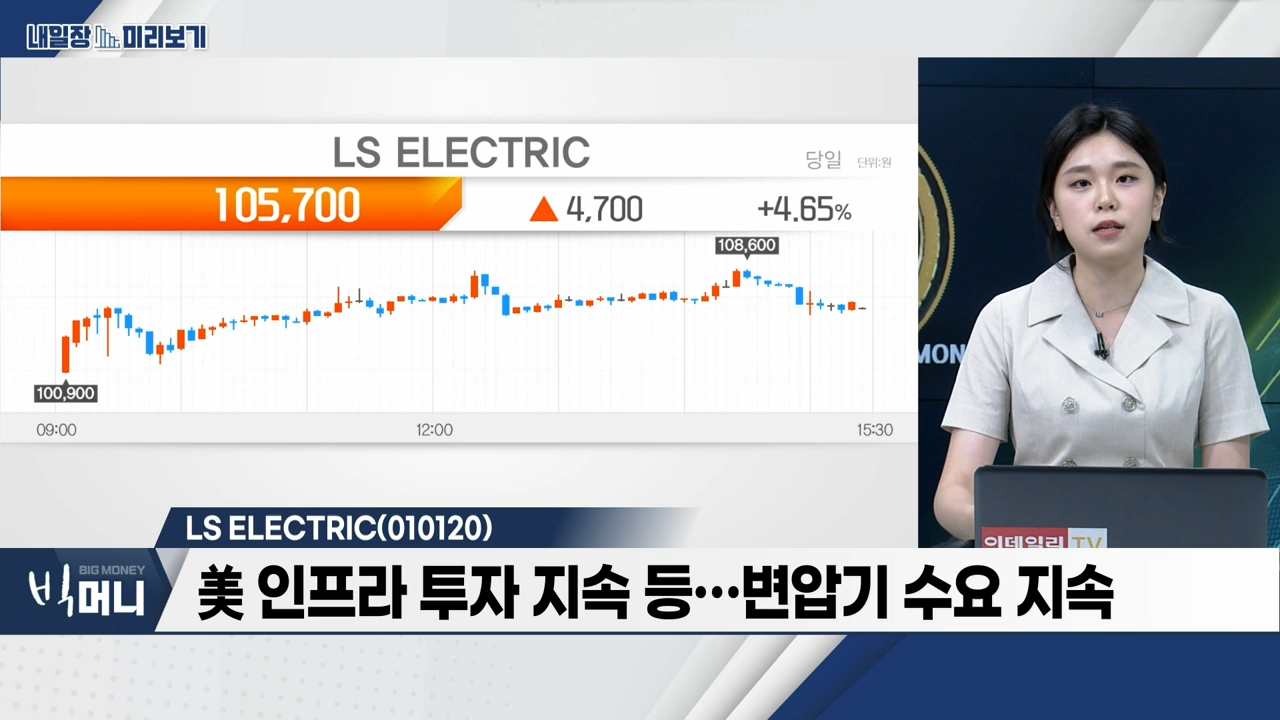 내일장 미리보기
LS ELECTRIC
당일 단위:원
105,700 ▲ 4,700 +4.65%
108,600
100,900
09:00 12:00 15:30
MON
이데일리 TV
LS ELECTRIC(010120)
BIG MONEY
빅머니
美 인프라 투자 지속 등…변압기 수요 지속